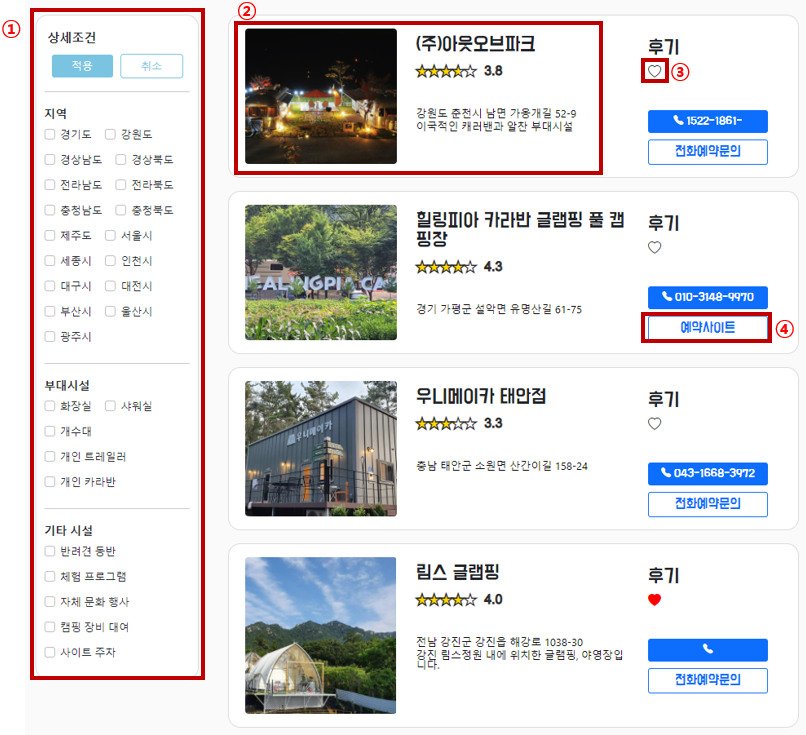 ①
상세조건
적용 취소
지역
경기도 강원도
경상남도 경상북도
전라남도 전라북도
충청남도 충청북도
제주도 서울시
세종시 인천시
대구시 대전시
부산시 울산시
광주시
부대시설
화장실 샤워실
개수대
개인 트레일러
개인 카라반
기타 시설
반려견 동반
체험 프로그램
자체 문화 행사
캠핑 장비 대여
사이트 주차
②
(주)아웃오브파크
3.8
강원도 춘천시 남면 가옹개길 52-9
이국적인 캐러밴과 알찬 부대시설
후기
③
1522-1861-
전화예약문의
힐링피아 카라반 글램핑 풀 캠
핑장
4.3
경기 가평군 설악면 유명산길 61-75
EALINGPIA.CA
후기
010-3148-9970
예약사이트
④
우니메이카 태안점
3.3
충남 태안군 소원면 산간이길 158-24
우니메이카
후기
043-1668-3972
전화예약문의
림스 글램핑
4.0
전남 강진군 강진읍 해강로 1038-30
강진 림스정원 내에 위치한 글램핑, 야영장입
니다.
후기
전화예약문의